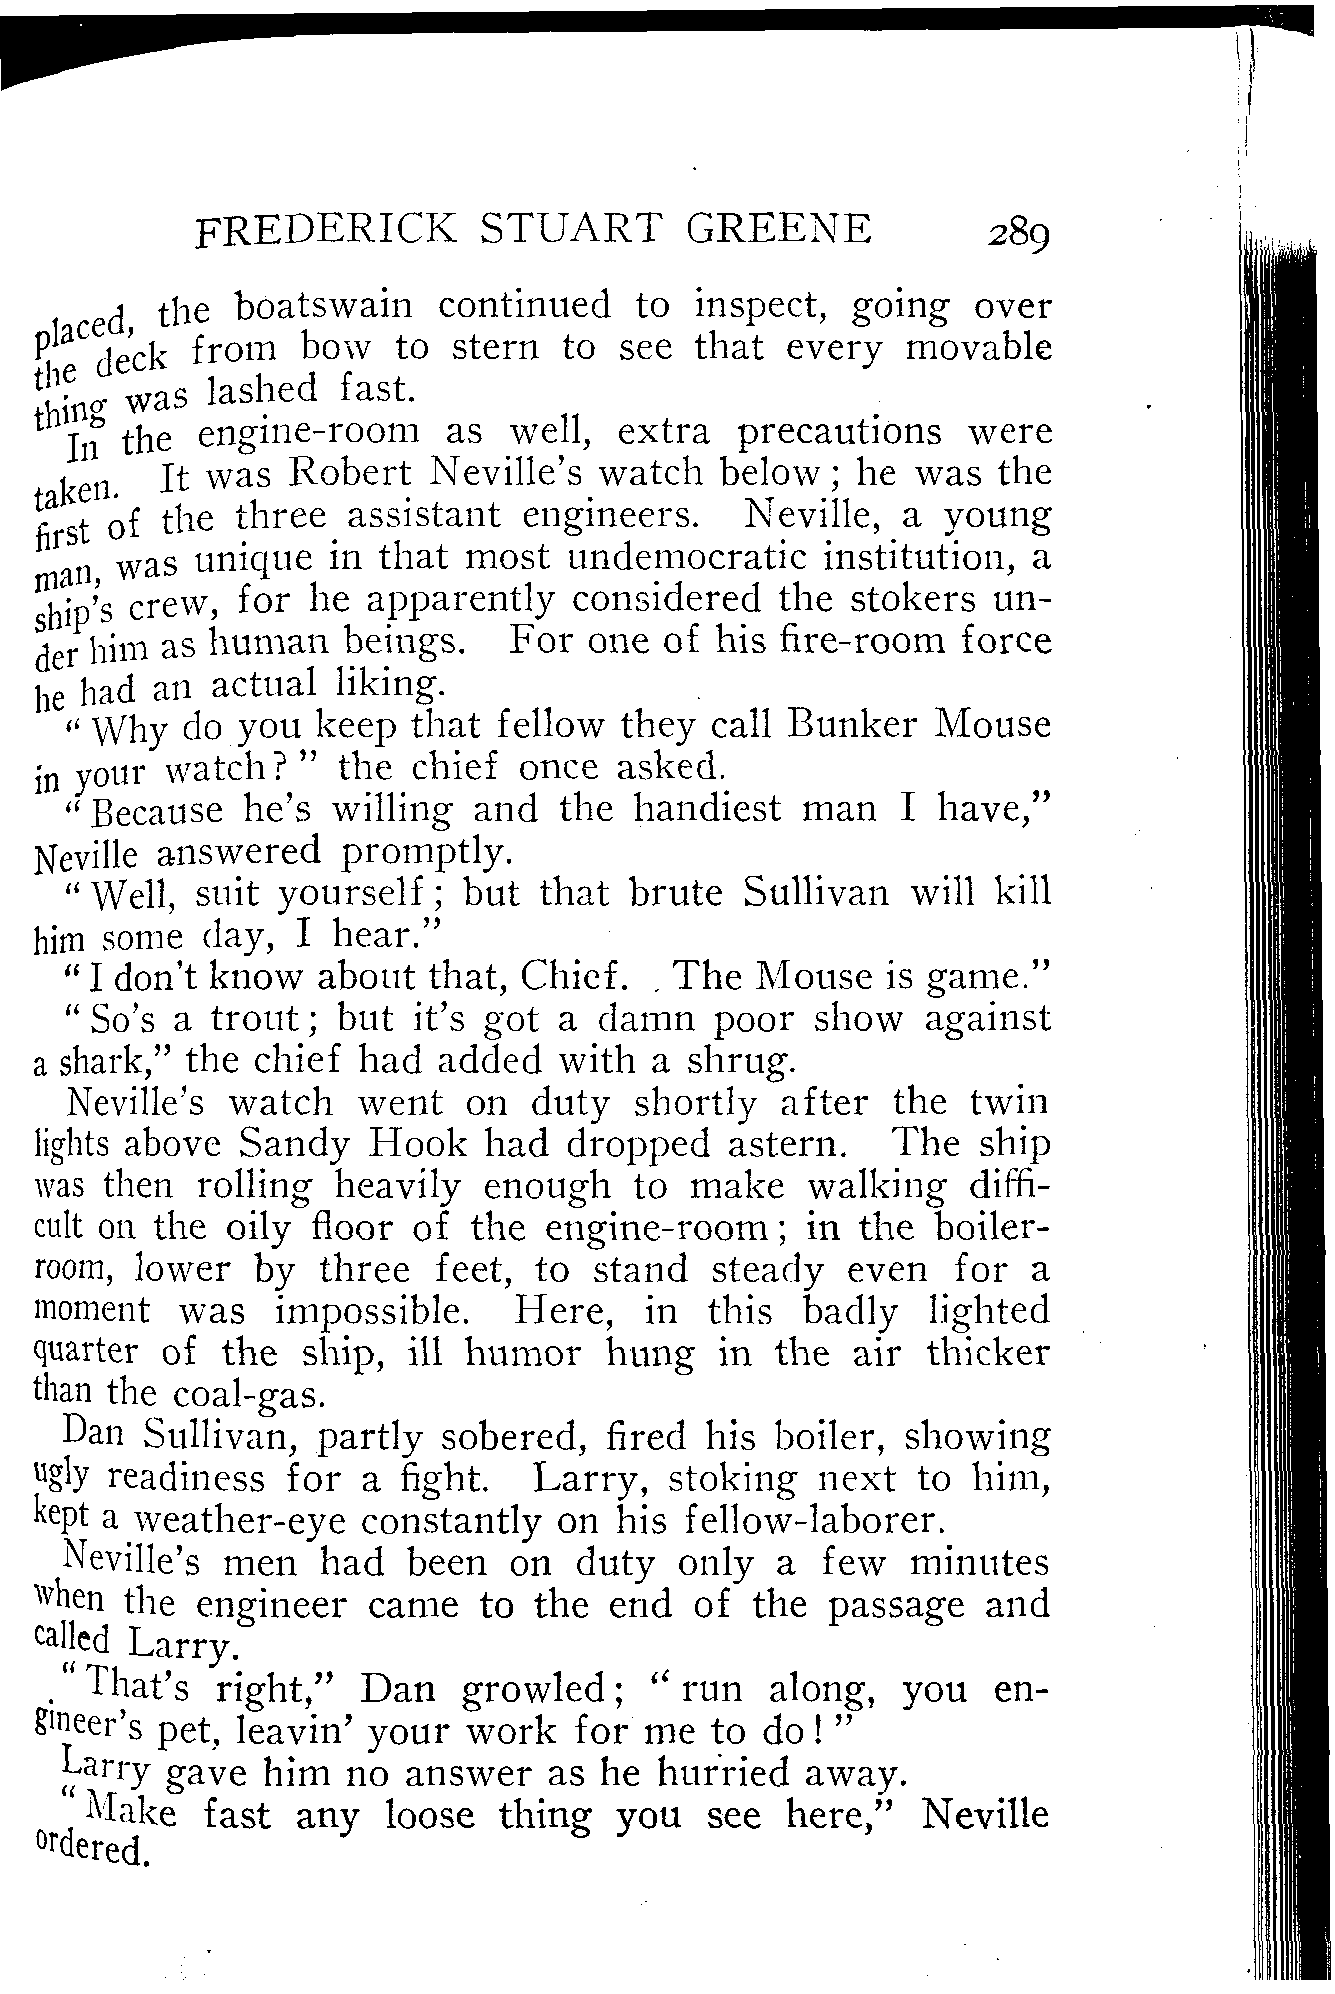 FREDERICK STUART GREENE 289
placed, the boatswain continued to inspect, going over
the deck from bow to stern to see that every movable
thing was lashed fast.
In the engine-room as well, extra precautions were
taken. It was Robert Neville's watch below; he was the
first of the three assistant engineers. Neville, a young
man, was unique in that most undemocratic institution, a
ship's crew, for he apparently considered the stokers un-
der him as human beings. For one of his fire-room force
he had an actual liking.
"Why do you keep that fellow they call Bunker Mouse
in your watch?" the chief once asked.
"Because he's willing and the handiest man I have,"
Neville answered promptly.
"Well, suit yourself; but that brute Sullivan will kill
him some day, I hear."
"I don't know about that, Chief. The Mouse is game."
"So's a trout; but it's got a damn poor show against
a shark," the chief had added with a shrug.
Neville's watch went on duty shortly after the twin
lights above Sandy Hook had dropped astern. The ship
was then rolling heavily enough to make walking diffi-
cult on the oily floor of the engine-room; in the boiler-
room, lower by three feet, to stand steady even for a
moment was impossible. Here, in this badly lighted
quarter of the ship, ill humor hung in the air thicker
than the coal-gas.
Dan Sullivan, partly sobered, fired his boiler, showing
ugly readiness for a fight. Larry, stoking next to him,
kept a weather-eye constantly on his fellow-laborer.
Neville's men had been on duty only a few minutes
when the engineer came to the end of the passage and
called Larry.
"That's right," Dan growled; "run along, you en-
gineer's pet, leavin' your work for me to do!"
Larry gave him no answer as he hurried away.
"Make fast any loose thing you see here," Neville
ordered.